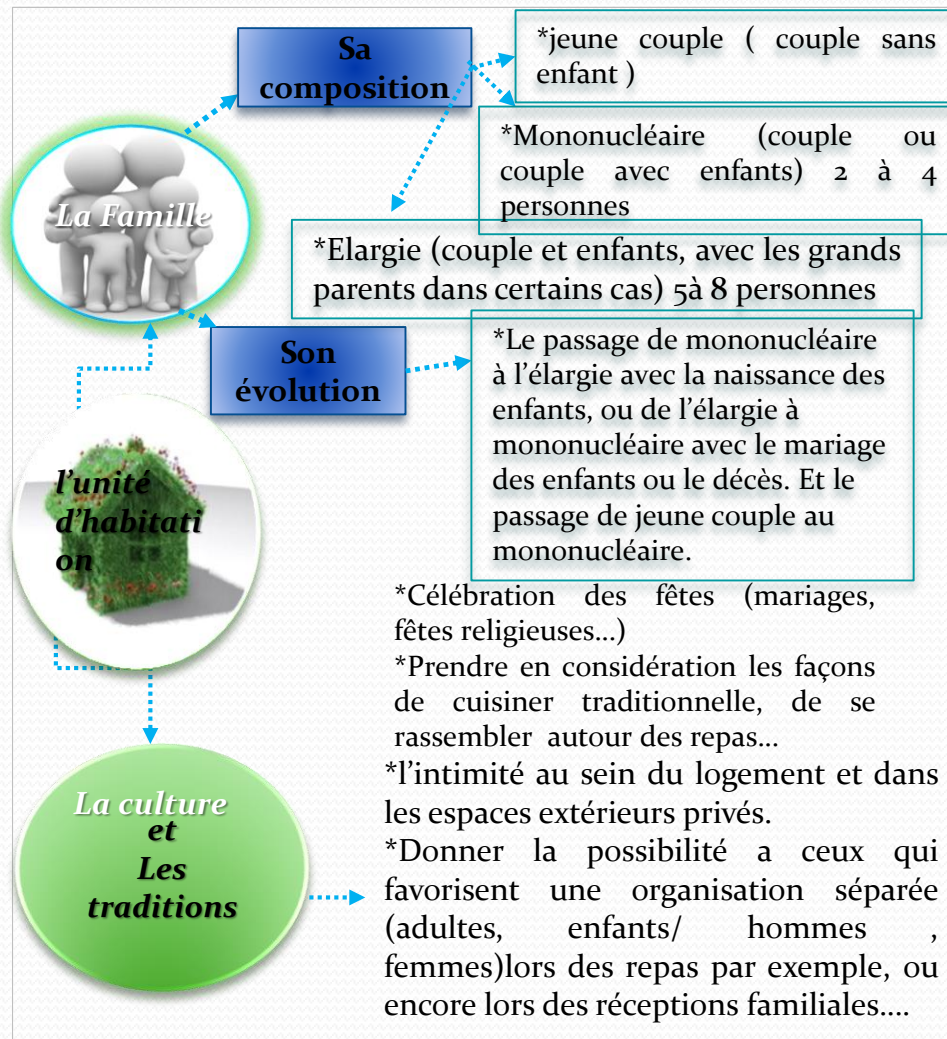 Sa
composition
*jeune couple ( couple sans
enfant )
*Mononucléaire (couple ou
couple avec enfants) 2 à 4
personnes
La Famille
*Elargie (couple et enfants, avec les grands
parents dans certains cas) 5à 8 personnes
Son
évolution
*Le passage de mononucléaire
à l’élargie avec la naissance des
enfants, ou de l’élargie à
mononucléaire avec le mariage
des enfants ou le décès. Et le
passage de jeune couple au
mononucléaire.
l’unité
d’habitati
on
*Célébration des fêtes (mariages,
fêtes religieuses...)
*Prendre en considération les façons
de cuisiner traditionnelle, de se
rassembler autour des repas...
*l’intimité au sein du logement et dans
les espaces extérieurs privés.
*Donner la possibilité a ceux qui
favorisent une organisation séparée
(adultes, enfants/ hommes ,
femmes)lors des repas par exemple, ou
encore lors des réceptions familiales....
La culture
et
Les
traditions